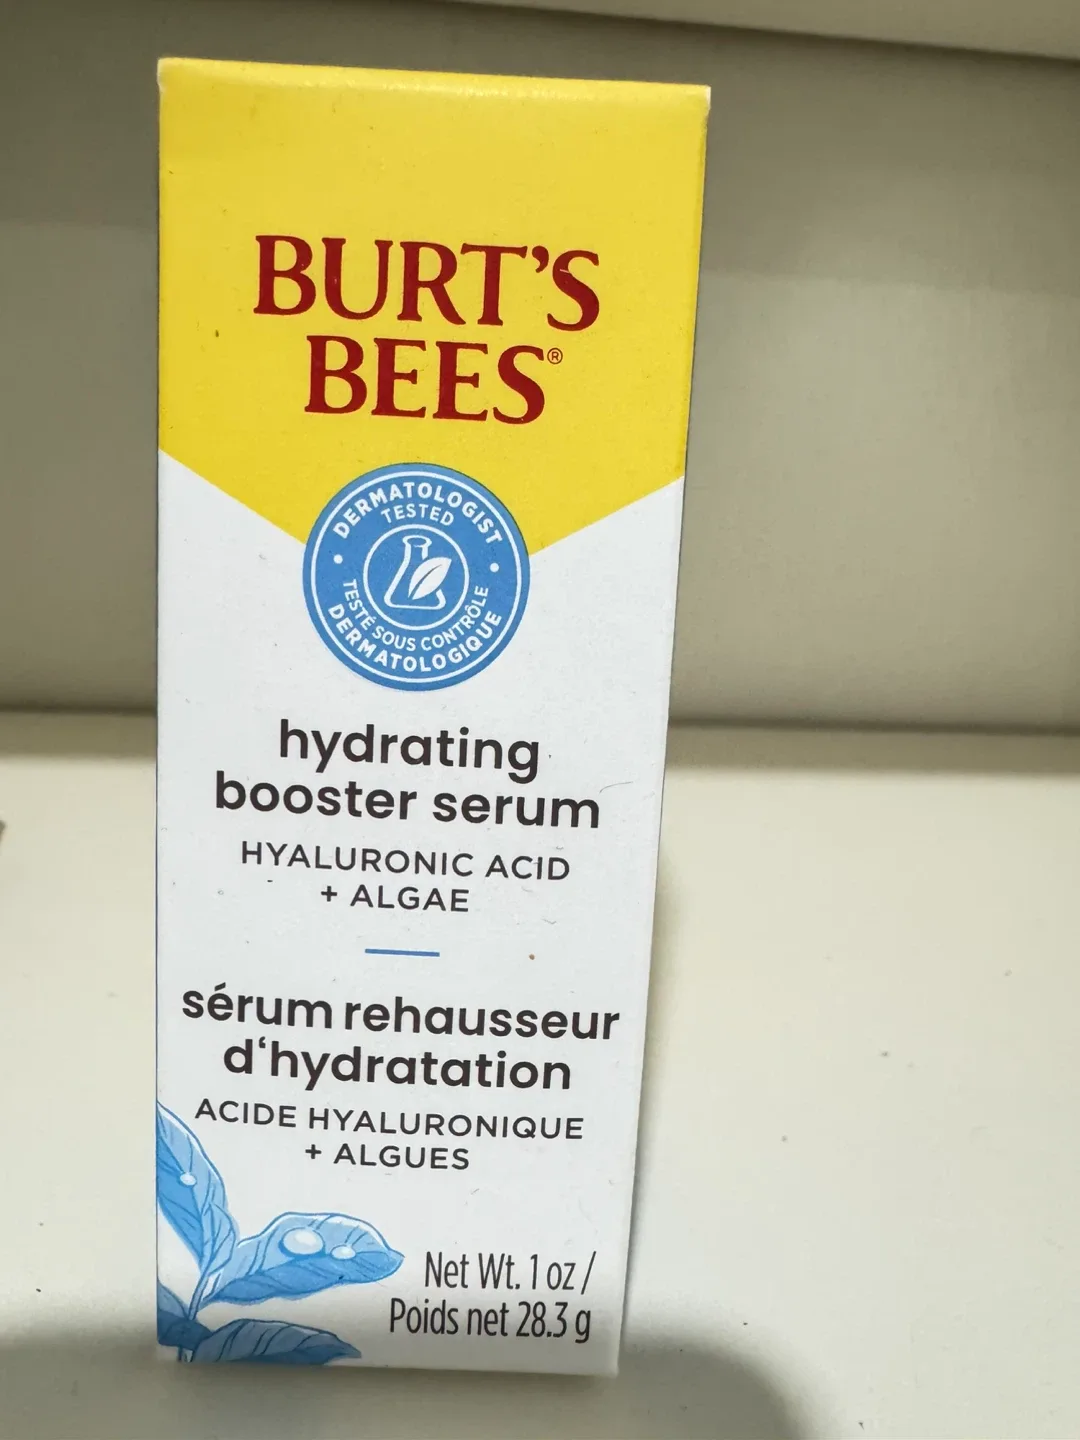 BURT'S
BEES®
DERMATOLOGIST
TESTED
TESTÉ SOUS CONTRÔLE
DERMATOLOGIQUE
hydrating
booster serum
HYALURONIC ACID
+ ALGAE
sérum rehausseur
d‘hydratation
ACIDE HYALURONIQUE
+ ALGUES
Net Wt. 1 oz /
Poids net 28.3 g